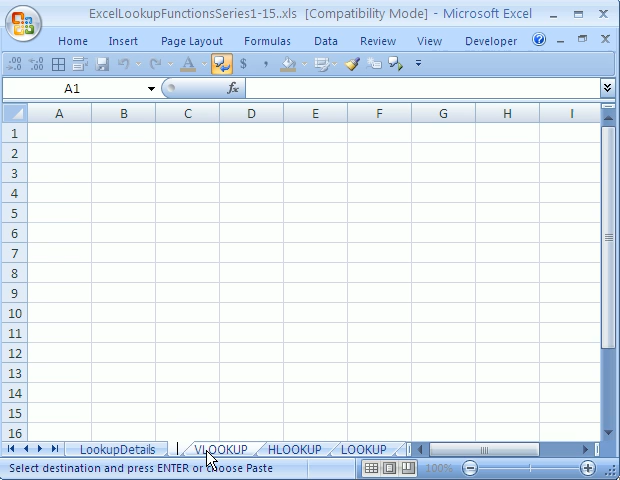 ExcelLookupFunctionsSeries1-15..xls [Compatibility Mode] - Microsoft Excel
Home Insert Page Layout Formulas Data Review View Developer
A1 fx
A B C D E F G H I
1
2
3
4
5
6
7
8
9
10
11
12
13
14
15
16
LookupDetails VLOOKUP HLOOKUP LOOKUP
Select destination and press ENTER or choose Paste 100%